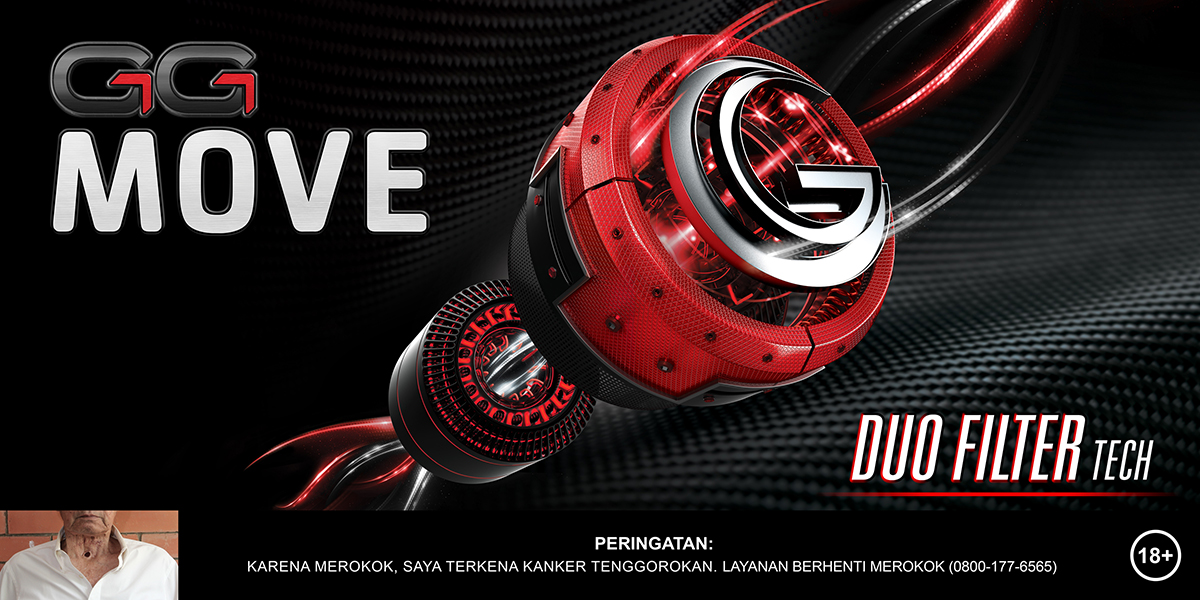 GG
MOVE
G
DUO FILTER TECH
PERINGATAN:
KARENA MEROKOK, SAYA TERKENA KANKER TENGGOROKAN. LAYANAN BERHENTI MEROKOK (0800-177-6565)
18+